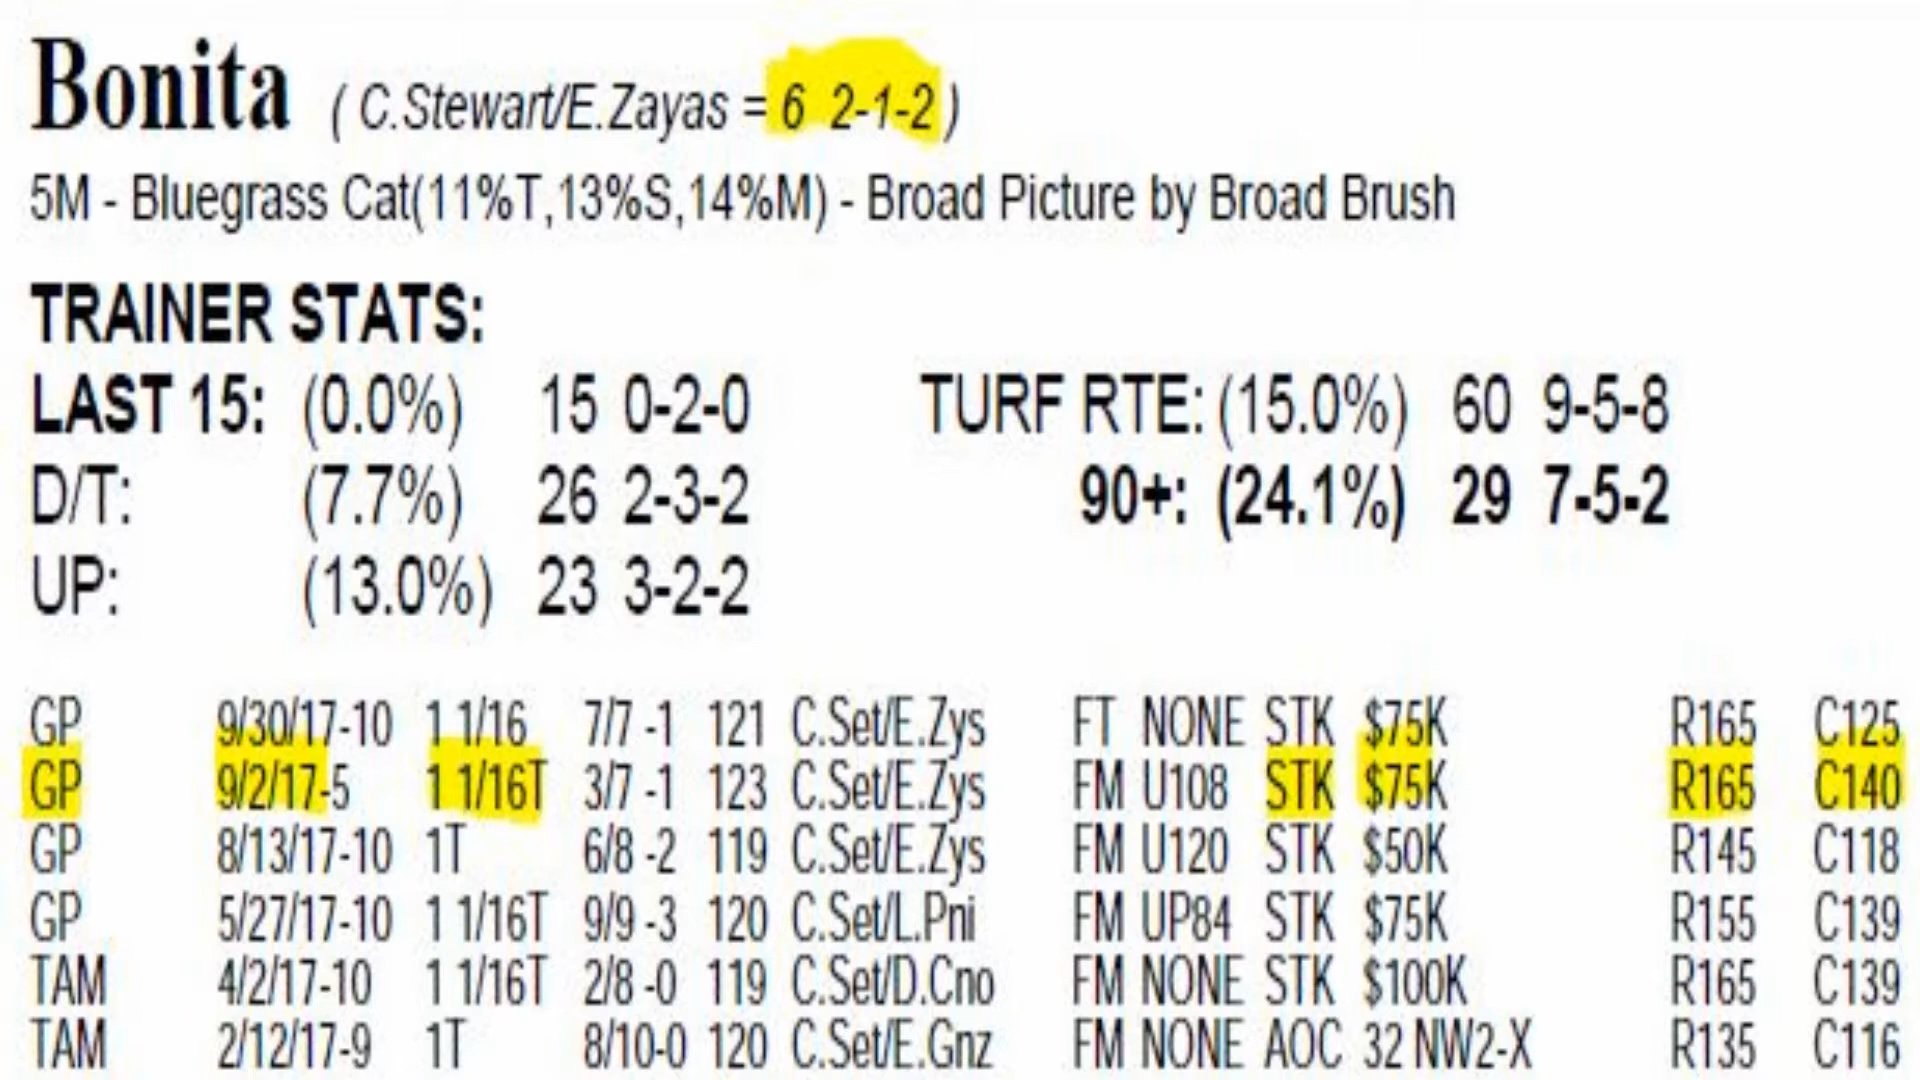 Bonita ( C.Stewart/E.Zayas = 6 2-1-2 )
5M - Bluegrass Cat(11%T,13%S,14%M) - Broad Picture by Broad Brush
TRAINER STATS:
LAST 15: (0.0%) 15 0-2-0 TURF RTE: (15.0%) 60 9-5-8
D/T: (7.7%) 26 2-3-2 90+: (24.1%) 29 7-5-2
UP: (13.0%) 23 3-2-2
GP 9/30/17-10 1 1/16 7/7 -1 121 C.Set/E.Zys FT NONE STK $75K R165 C125
GP 9/2/17-5 1 1/16T 3/7 -1 123 C.Set/E.Zys FM U108 STK $75K R165 C140
GP 8/13/17-10 1T 6/8 -2 119 C.Set/E.Zys FM U120 STK $50K R145 C118
GP 5/27/17-10 1 1/16T 9/9 -3 120 C.Set/L.Pni FM UP84 STK $75K R155 C139
TAM 4/2/17-10 1 1/16T 2/8 -0 119 C.Set/D.Cno FM NONE STK $100K R165 C139
TAM 2/12/17-9 1T 8/10-0 120 C.Set/E.Gnz FM NONE AOC 32 NW2-X R135 C116